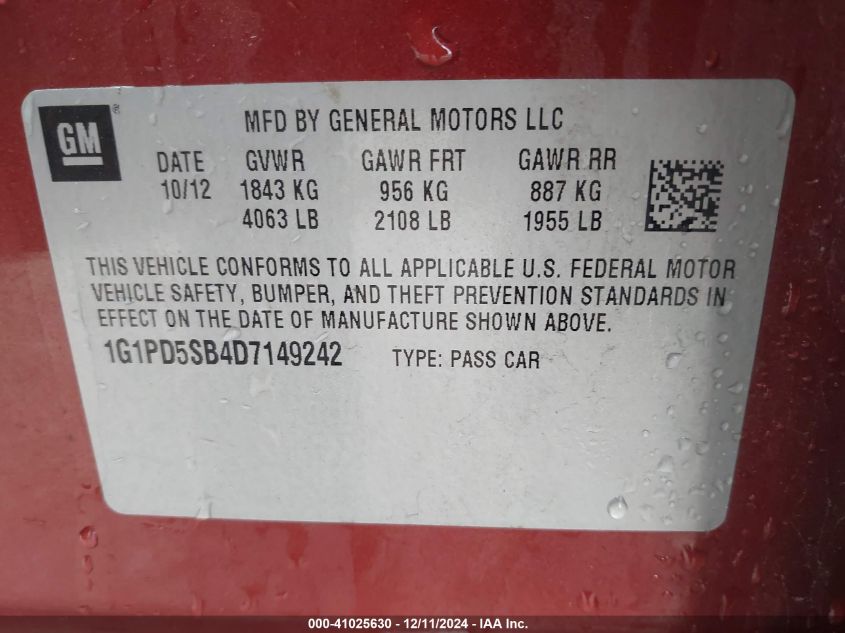 GM®
MFD BY GENERAL MOTORS LLC
DATE GVWR GAWR FRT GAWR RR
10/12 1843 KG 956 KG 887 KG
4063 LB 2108 LB 1955 LB
THIS VEHICLE CONFORMS TO ALL APPLICABLE U.S. FEDERAL MOTOR
VEHICLE SAFETY, BUMPER, AND THEFT PREVENTION STANDARDS IN
EFFECT ON THE DATE OF MANUFACTURE SHOWN ABOVE.
1G1PD5SB4D7149242 TYPE: PASS CAR
000-41025630 - 12/11/2024 - IAA Inc.